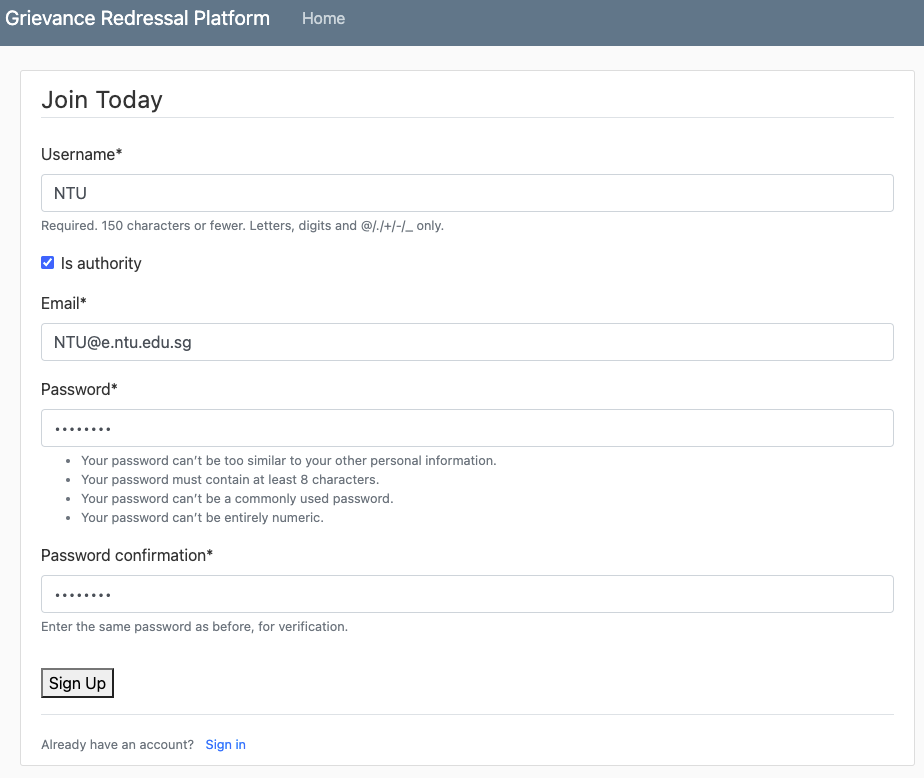 Grievance Redressal Platform Home
Join Today
Username*
NTU
Required. 150 characters or fewer. Letters, digits and @/./+/-/_ only.
Is authority
Email*
NTU@e.ntu.edu.sg
Password*
••••••••
Your password can't be too similar to your other personal information.
Your password must contain at least 8 characters.
Your password can't be a commonly used password.
Your password can't be entirely numeric.
Password confirmation*
••••••••
Enter the same password as before, for verification.
Sign Up
Already have an account? Sign in